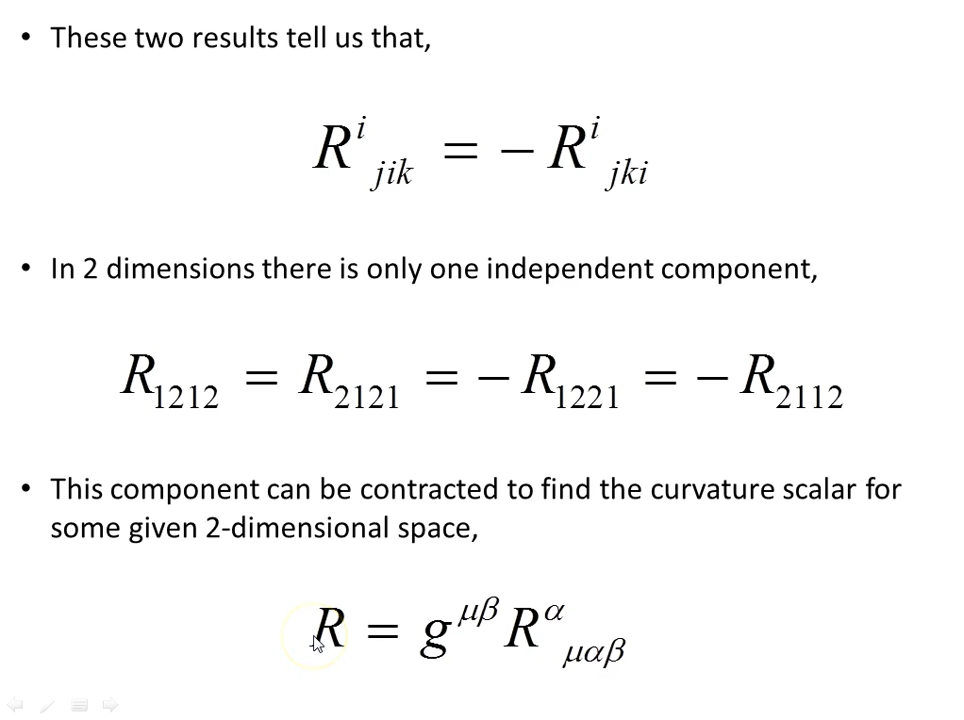 • These two results tell us that,
R^i_{jik} = − R^i_{jki}
• In 2 dimensions there is only one independent component,
R_{1212} = R_{2121} = − R_{1221} = − R_{2112}
• This component can be contracted to find the curvature scalar for
some given 2-dimensional space,
R = g^{μβ} R^α_{μαβ}